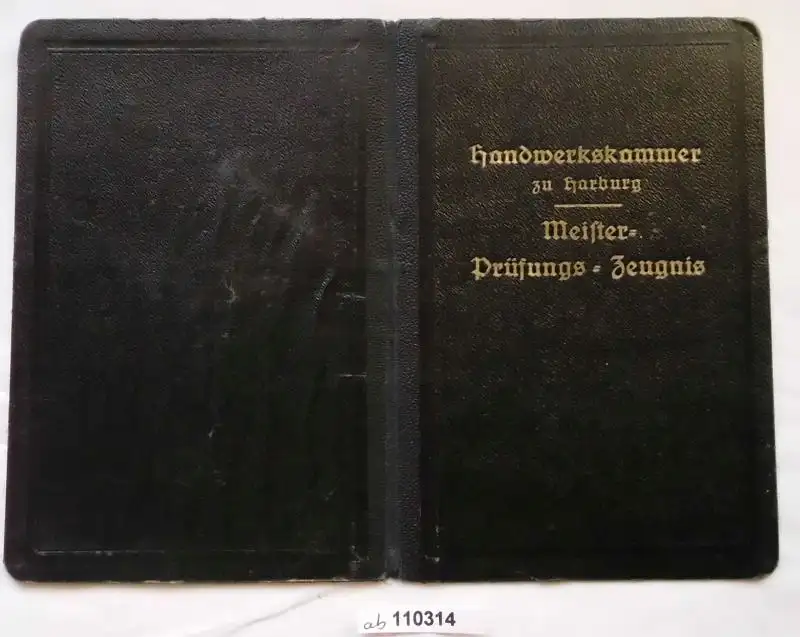 Handwerkskammer
zu Harburg
Meiſter-
Prüfungs-Zeugnis
ab 110314